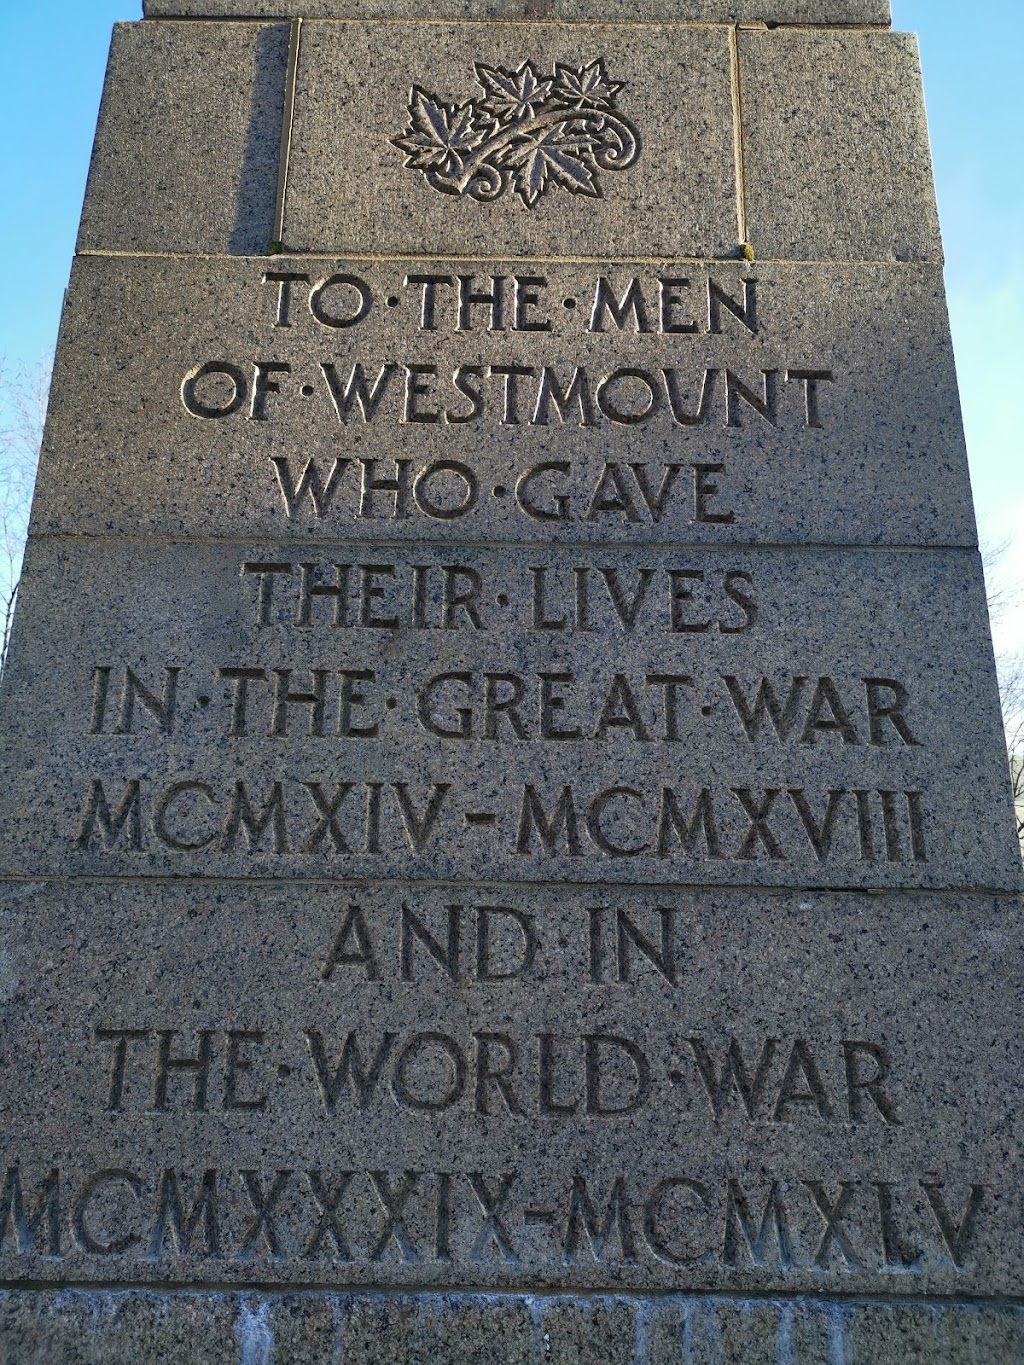 TO·THE·MEN
OF·WESTMOUNT
WHO·GAVE
THEIR·LIVES
IN·THE·GREAT·WAR
MCMXIV-MCMXVIII
AND·IN
THE·WORLD·WAR
MCMXXXIX-MCMXLV